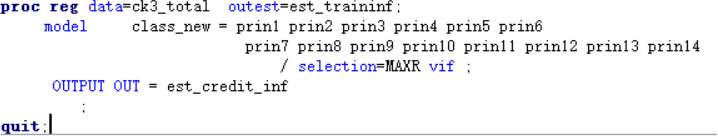 proc reg data=ck3_total outest=est_traininf;
model class_new = prin1 prin2 prin3 prin4 prin5 prin6
prin7 prin8 prin9 prin10 prin11 prin12 prin13 prin14
/ selection=MAXR vif ;
OUTPUT OUT = est_credit_inf
;
quit;